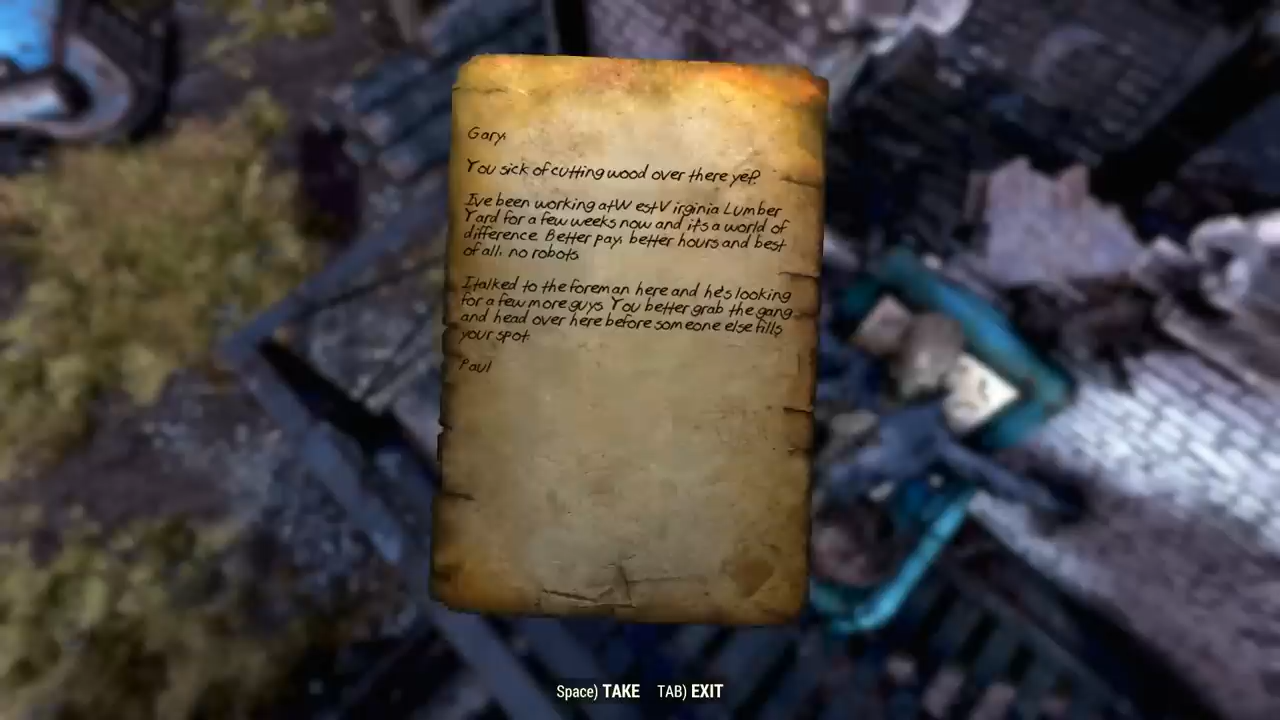 Gary,
You sick of cutting wood over there yet?
I've been working at West Virginia Lumber
Yard for a few weeks now and it's a world of
difference. Better pay, better hours and best
of all, no robots.
I talked to the foreman here and he's looking
for a few more guys. You better grab the gang
and head over here before someone else fills
your spot.
Paul
Space) TAKE TAB) EXIT